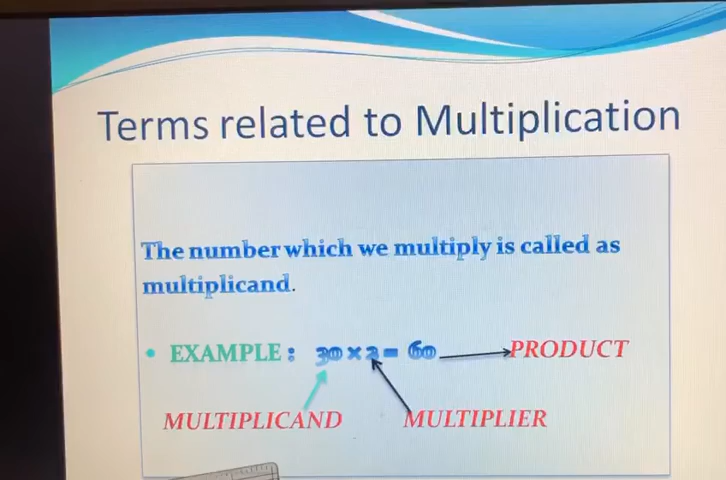 Terms related to Multiplication
The number which we multiply is called as
multiplicand.
• EXAMPLE : 30 × 2 = 60 PRODUCT
MULTIPLICAND MULTIPLIER